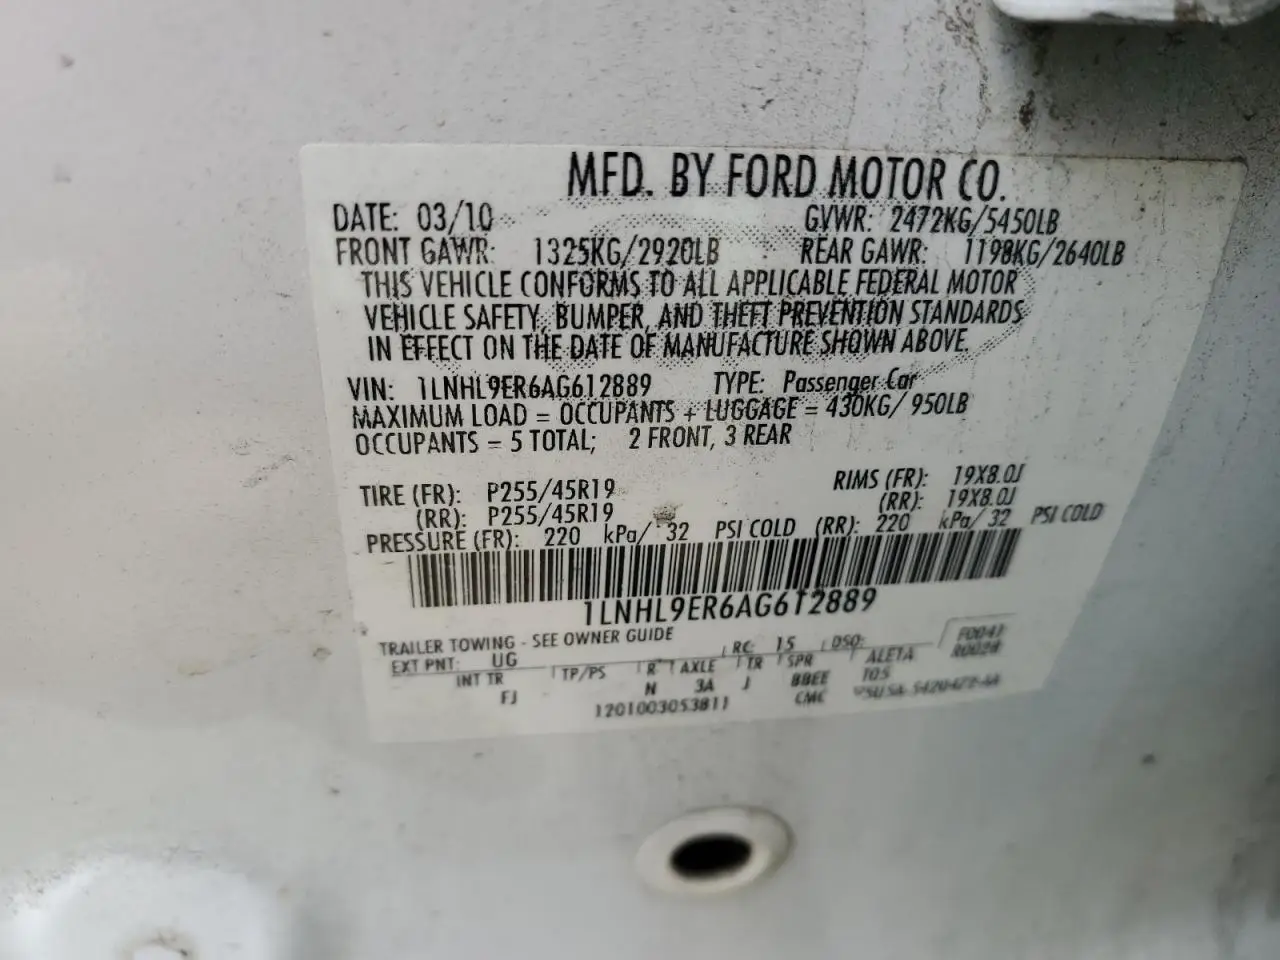 MFD. BY FORD MOTOR CO.
DATE: 03/10 GVWR: 2472KG/5450LB
FRONT GAWR: 1325KG/2920LB REAR GAWR: 1198KG/2640LB
THIS VEHICLE CONFORMS TO ALL APPLICABLE FEDERAL MOTOR
VEHICLE SAFETY, BUMPER, AND THEFT PREVENTION STANDARDS
IN EFFECT ON THE DATE OF MANUFACTURE SHOWN ABOVE.
VIN: 1LNHL9ER6AG612889 TYPE: Passenger Car
MAXIMUM LOAD = OCCUPANTS + LUGGAGE = 430KG/ 950LB
OCCUPANTS = 5 TOTAL; 2 FRONT, 3 REAR
TIRE (FR): P255/45R19 RIMS (FR): 19X8.0J
(RR): P255/45R19 (RR): 19X8.0J
PRESSURE (FR): 220 kPa/ 32 PSI COLD (RR): 220 kPa/ 32 PSI COLD
1LNHL9ER6AG612889
TRAILER TOWING - SEE OWNER GUIDE
EXT PNT: UG RC: 15 DSO: F0047
R0028
INT TR TP/PS R AXLE TR SPR ALETA
FJ N 3A J BBEE T05
1201003053811 CMC